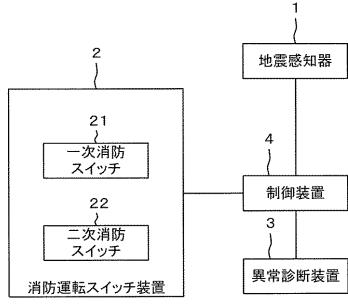 1
地震感知器
2
21
一次消防
スイッチ
22
二次消防
スイッチ
消防運転スイッチ装置
4
制御装置
3
異常診断装置